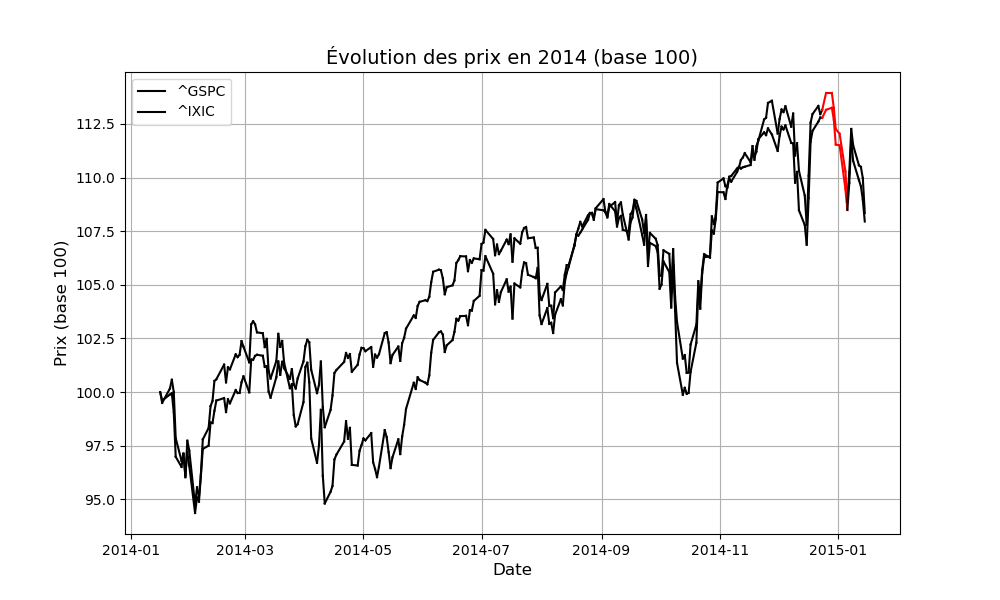 Évolution des prix en 2014 (base 100)
^GSPC
^IXIC
Prix (base 100)
112.5
110.0
107.5
105.0
102.5
100.0
97.5
95.0
2014-01 2014-03 2014-05 2014-07 2014-09 2014-11 2015-01
Date